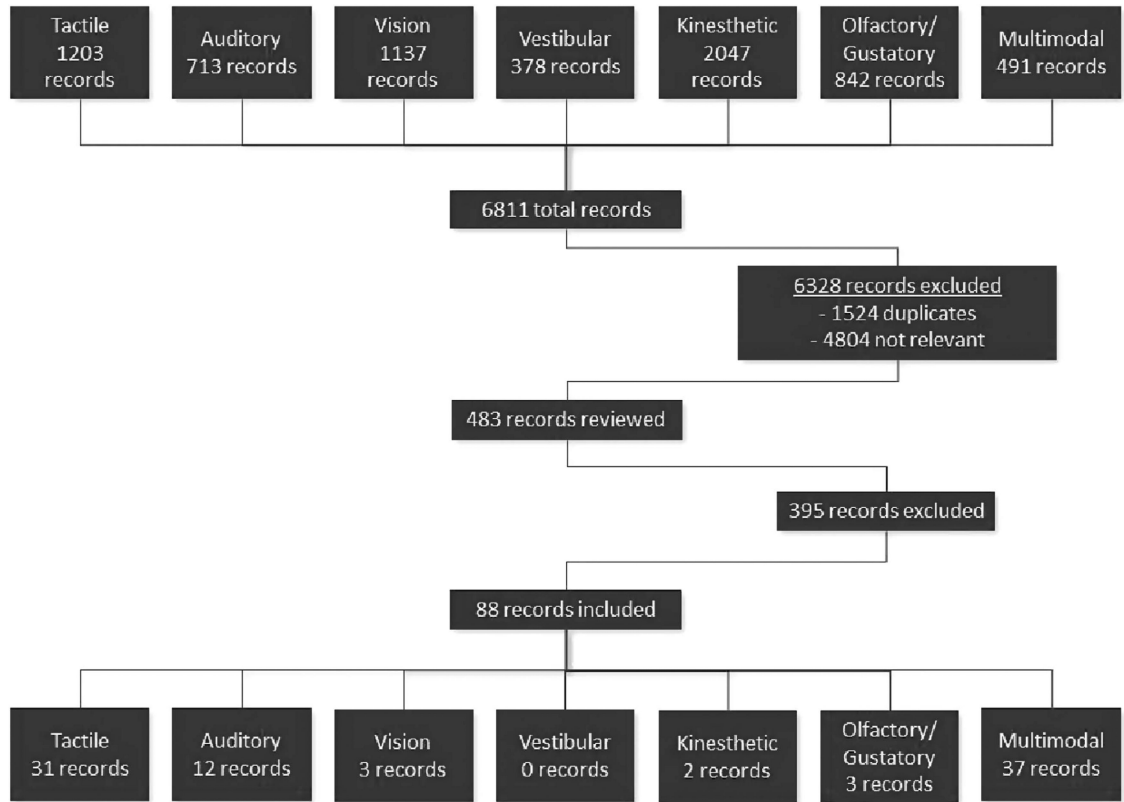 Tactile
1203
records
Auditory
713 records
Vision
1137
records
Vestibular
378 records
Kinesthetic
2047
records
Olfactory/
Gustatory
842 records
Multimodal
491 records
6811 total records
6328 records excluded
- 1524 duplicates
- 4804 not relevant
483 records reviewed
395 records excluded
88 records included
Tactile
31 records
Auditory
12 records
Vision
3 records
Vestibular
0 records
Kinesthetic
2 records
Olfactory/
Gustatory
3 records
Multimodal
37 records